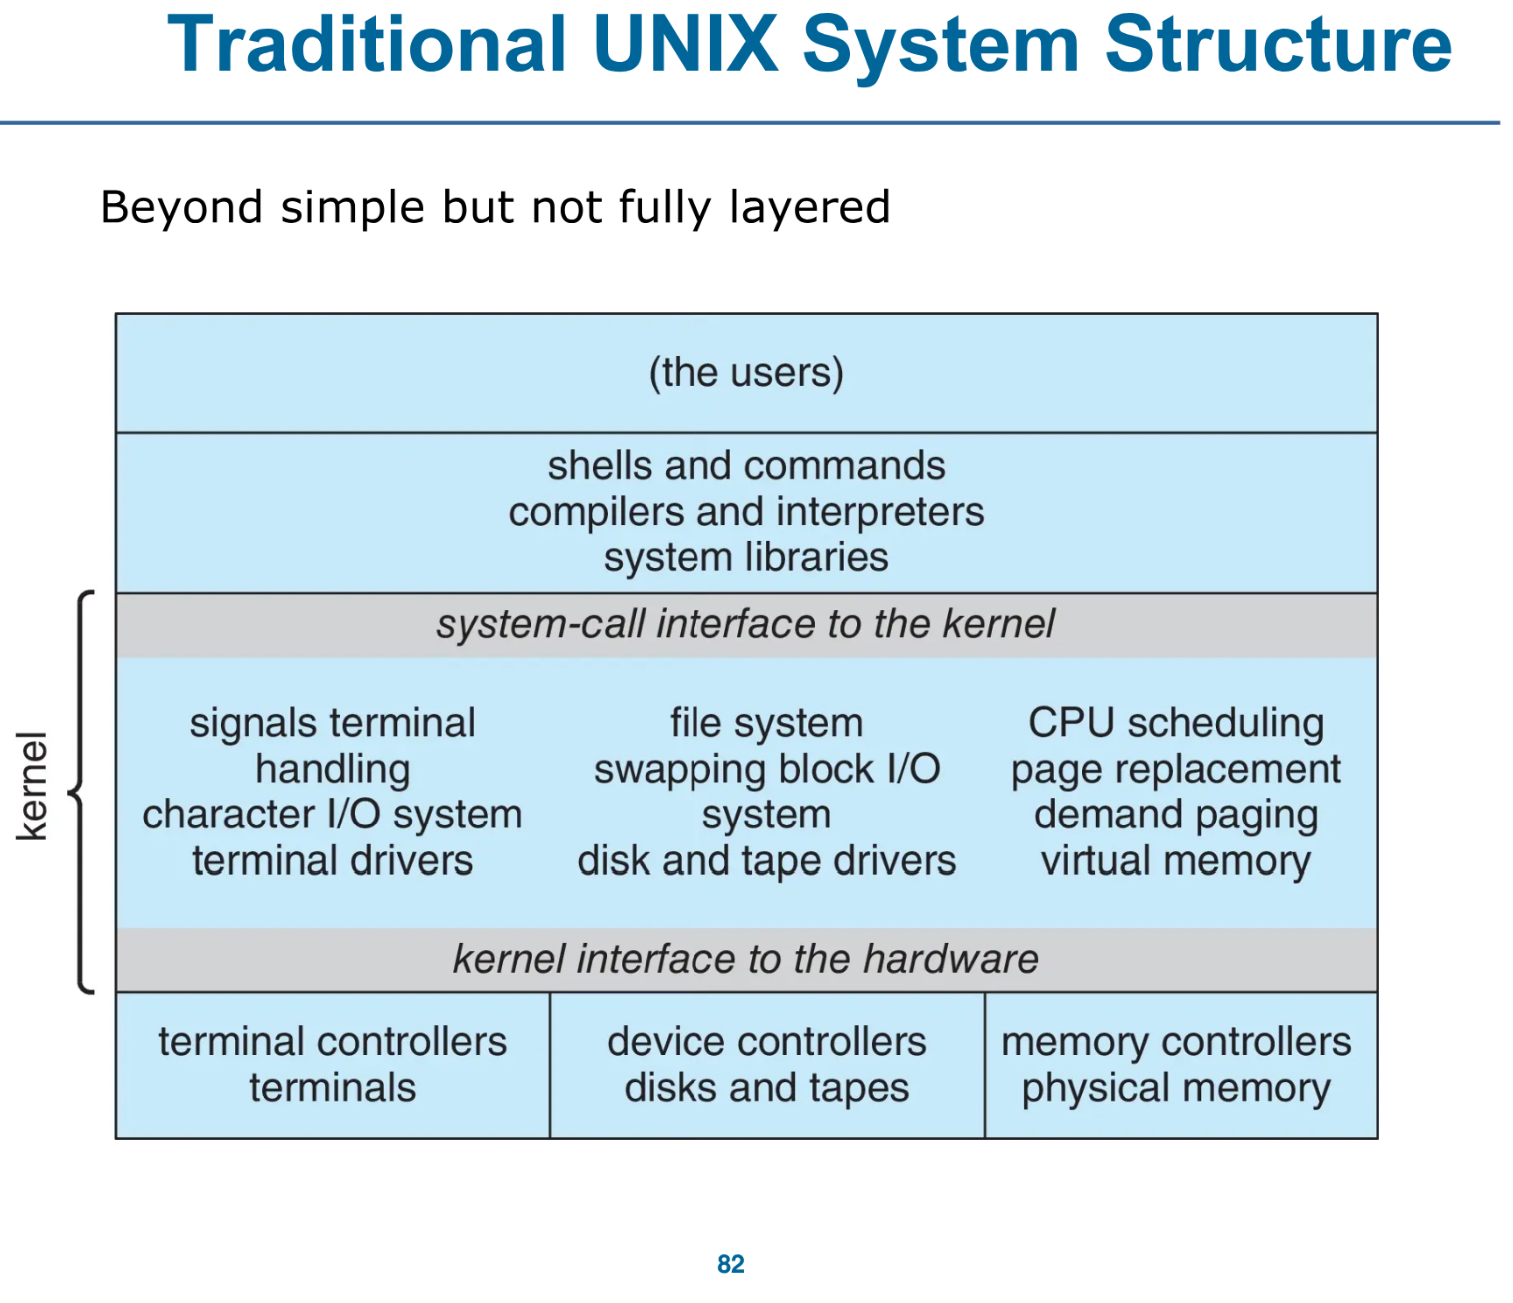 Traditional UNIX System Structure
Beyond simple but not fully layered
(the users)
shells and commands
compilers and interpreters
system libraries
system-call interface to the kernel
kernel
signals terminal
handling
character I/O system
terminal drivers
file system
swapping block I/O
system
disk and tape drivers
CPU scheduling
page replacement
demand paging
virtual memory
kernel interface to the hardware
terminal controllers
terminals
device controllers
disks and tapes
memory controllers
physical memory
82